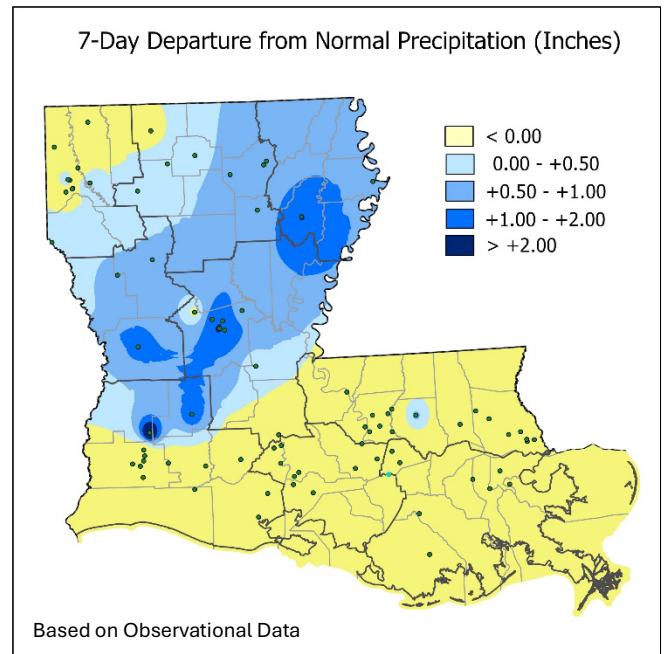 7-Day Departure from Normal Precipitation (Inches)
< 0.00
0.00 - +0.50
+0.50 - +1.00
+1.00 - +2.00
> +2.00
Based on Observational Data